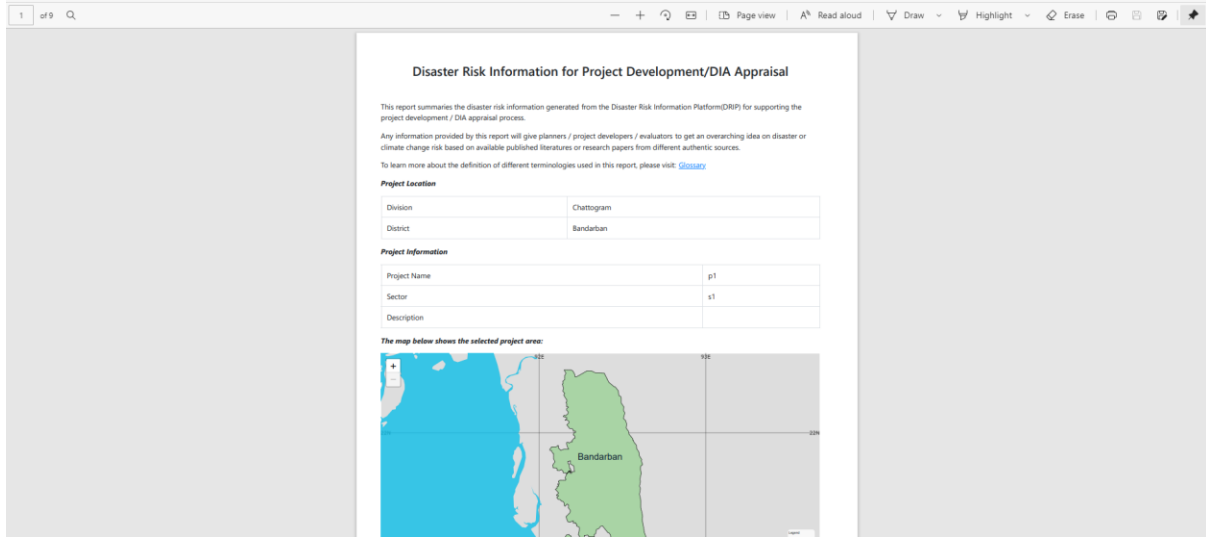 1 of 9 Page view Read aloud Draw Highlight Erase
Disaster Risk Information for Project Development/DIA Appraisal
This report summaries the disaster risk information generated from the Disaster Risk Information Platform(DRIP) for supporting the
project development / DIA appraisal process.
Any information provided by this report will give planners / project developers / evaluators to get an overarching idea on disaster or
climate change risk based on available published literatures or research papers from different authentic sources.
To learn more about the definition of different terminologies used in this report, please visit: Glossary
Project Location
Division Chattogram
District Bandarban
Project Information
Project Name p1
Sector s1
Description
The map below shows the selected project area:
92E 93E
22N
Bandarban